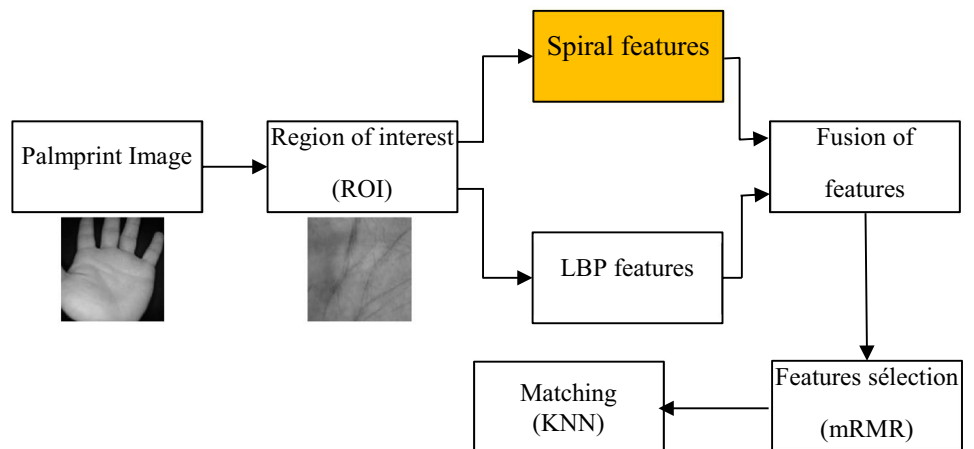 Spiral features
Palmprint Image
Region of interest
(ROI)
Fusion of
features
LBP features
Matching
(KNN)
Features sélection
(mRMR)